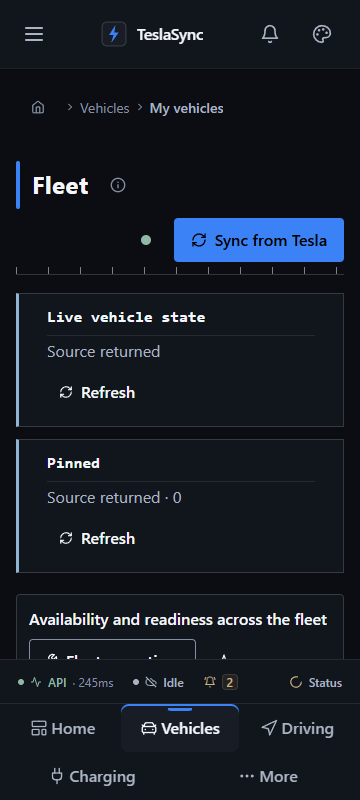 TeslaSync
Vehicles My vehicles
Fleet
Sync from Tesla
Live vehicle state
Source returned
Refresh
Pinned
Source returned · 0
Refresh
Availability and readiness across the fleet
API · 245ms Idle 2 Status
Home Vehicles Driving
Charging More